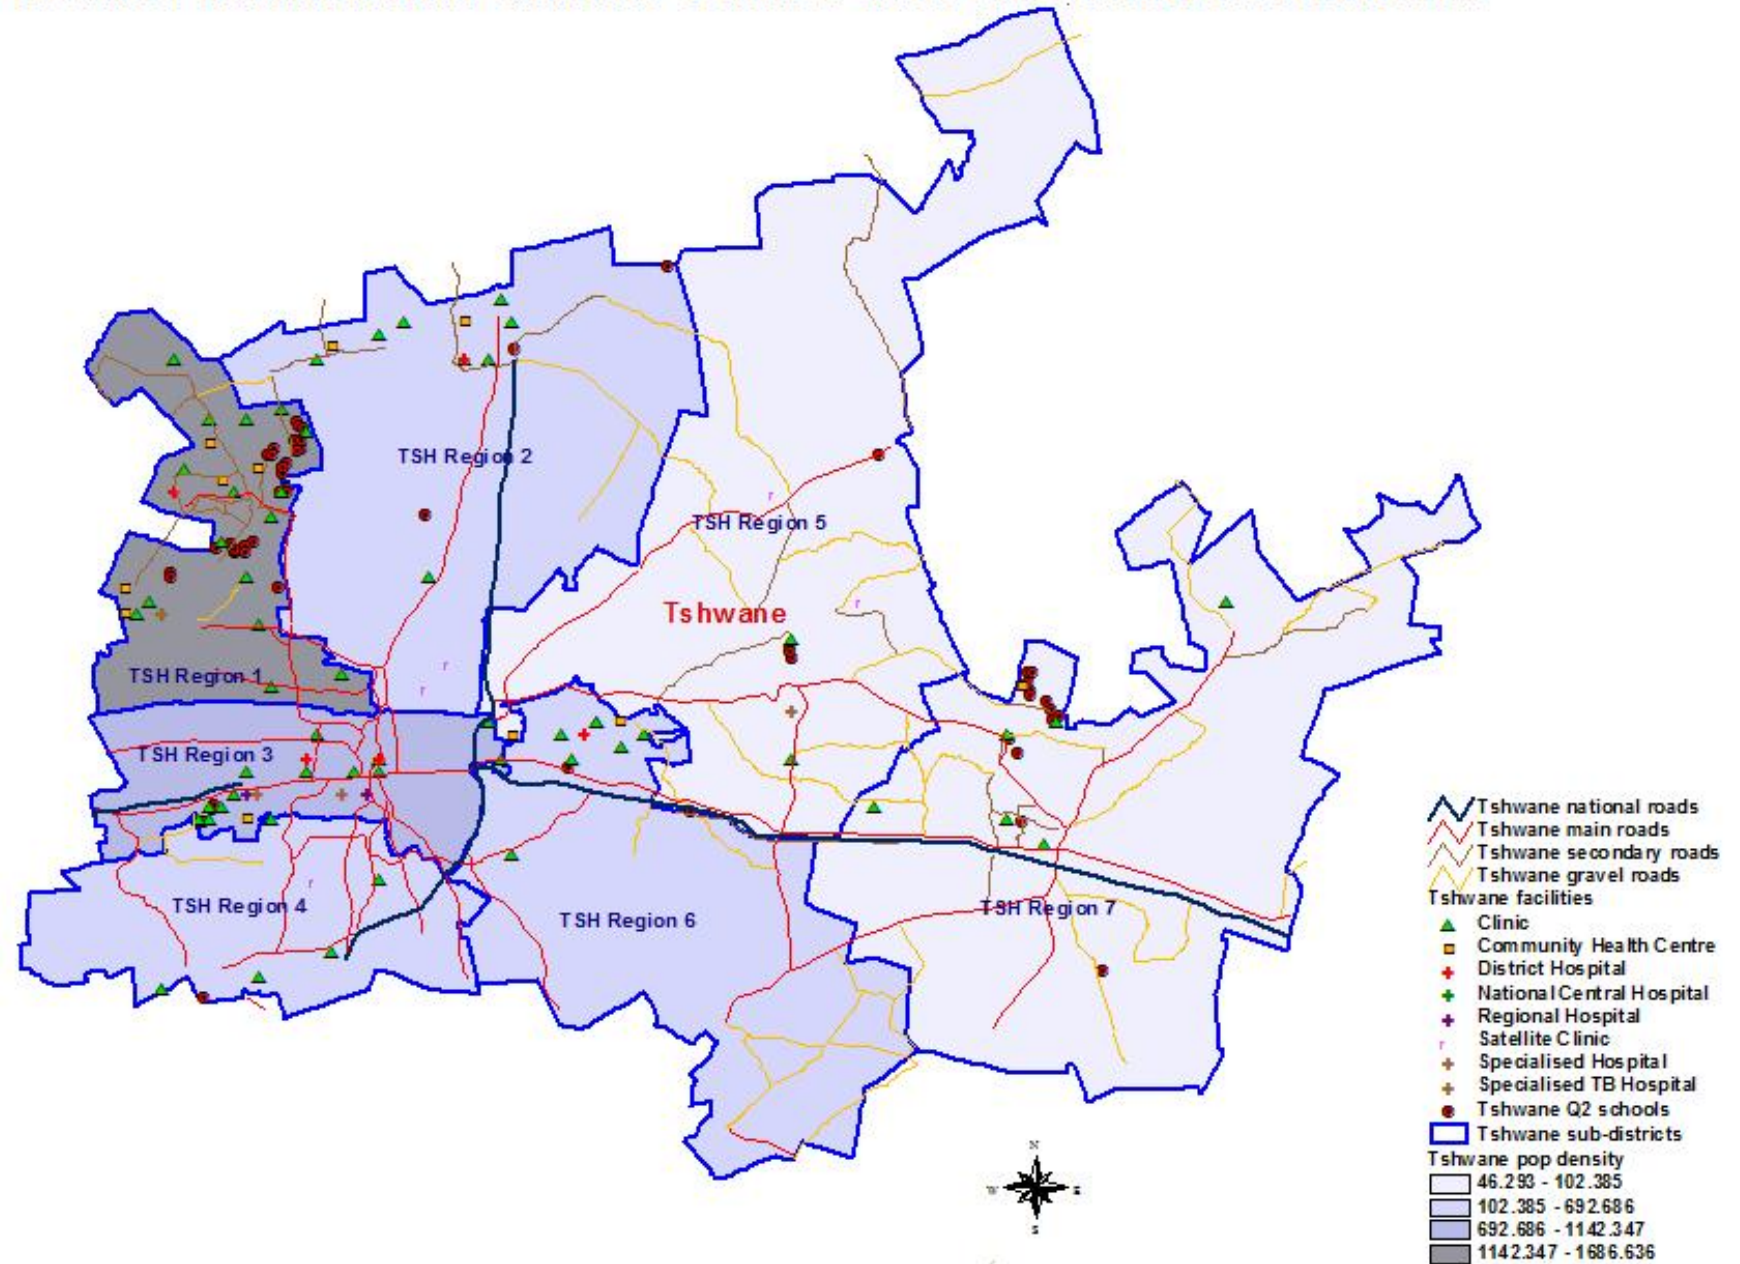 TSH Region 2
TSH Region 5
Tshwane
TSH Region 1
TSH Region 3
TSH Region 4
TSH Region 6
TSH Region 7
Tshwane national roads
Tshwane main roads
Tshwane secondary roads
Tshwane gravel roads
Tshwane facilities
Clinic
Community Health Centre
District Hospital
National Central Hospital
Regional Hospital
r Satellite Clinic
Specialised Hospital
Specialised TB Hospital
Tshwane Q2 schools
Tshwane sub-districts
Tshwane pop density
46.293 - 102.385
102.385 - 692.686
692.686 - 1142.347
1142.347 - 1686.636
N
W E
S